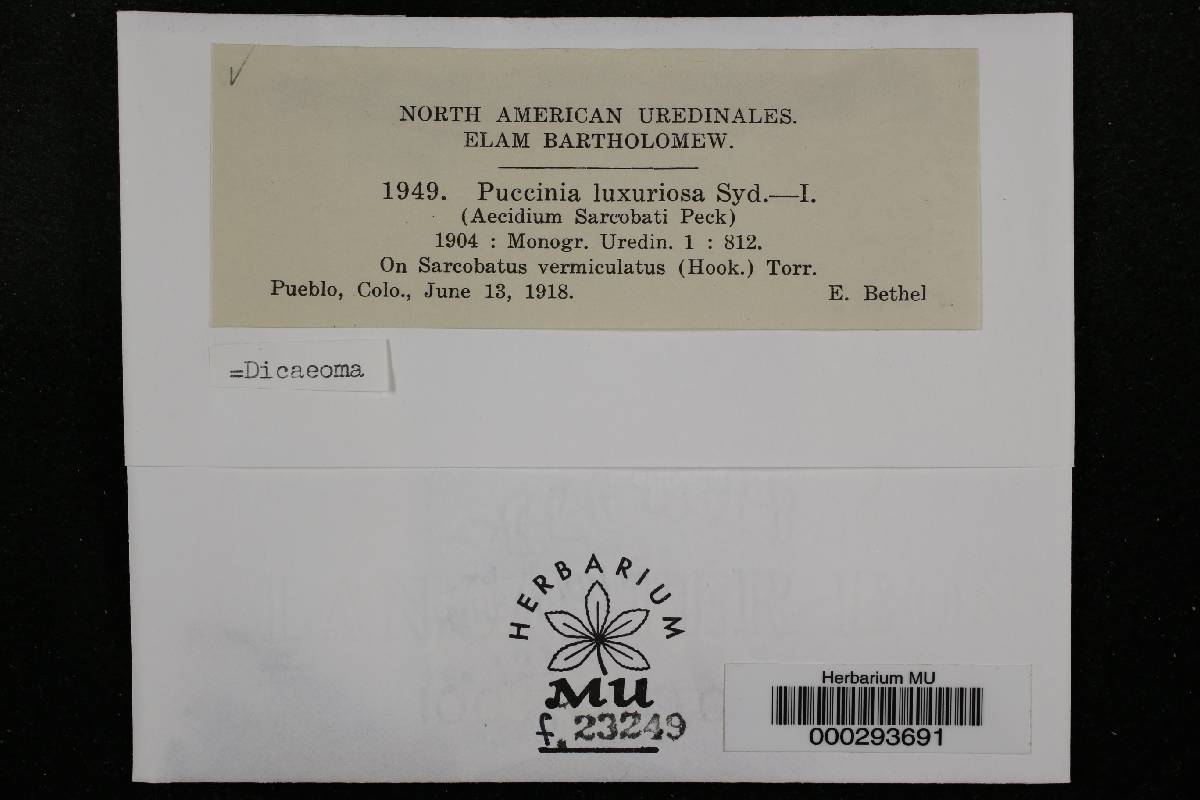 NORTH AMERICAN UREDINALES.
ELAM BARTHOLOMEW.
1949. Puccinia luxuriosa Syd.—I.
(Aecidium Sarcobati Peck)
1904 : Monogr. Uredin. 1 : 812.
On Sarcobatus vermiculatus (Hook.) Torr.
Pueblo, Colo., June 13, 1918. E. Bethel
=Dicaeoma
HERBARIUM
MU
f. 23249
Herbarium MU
000293691